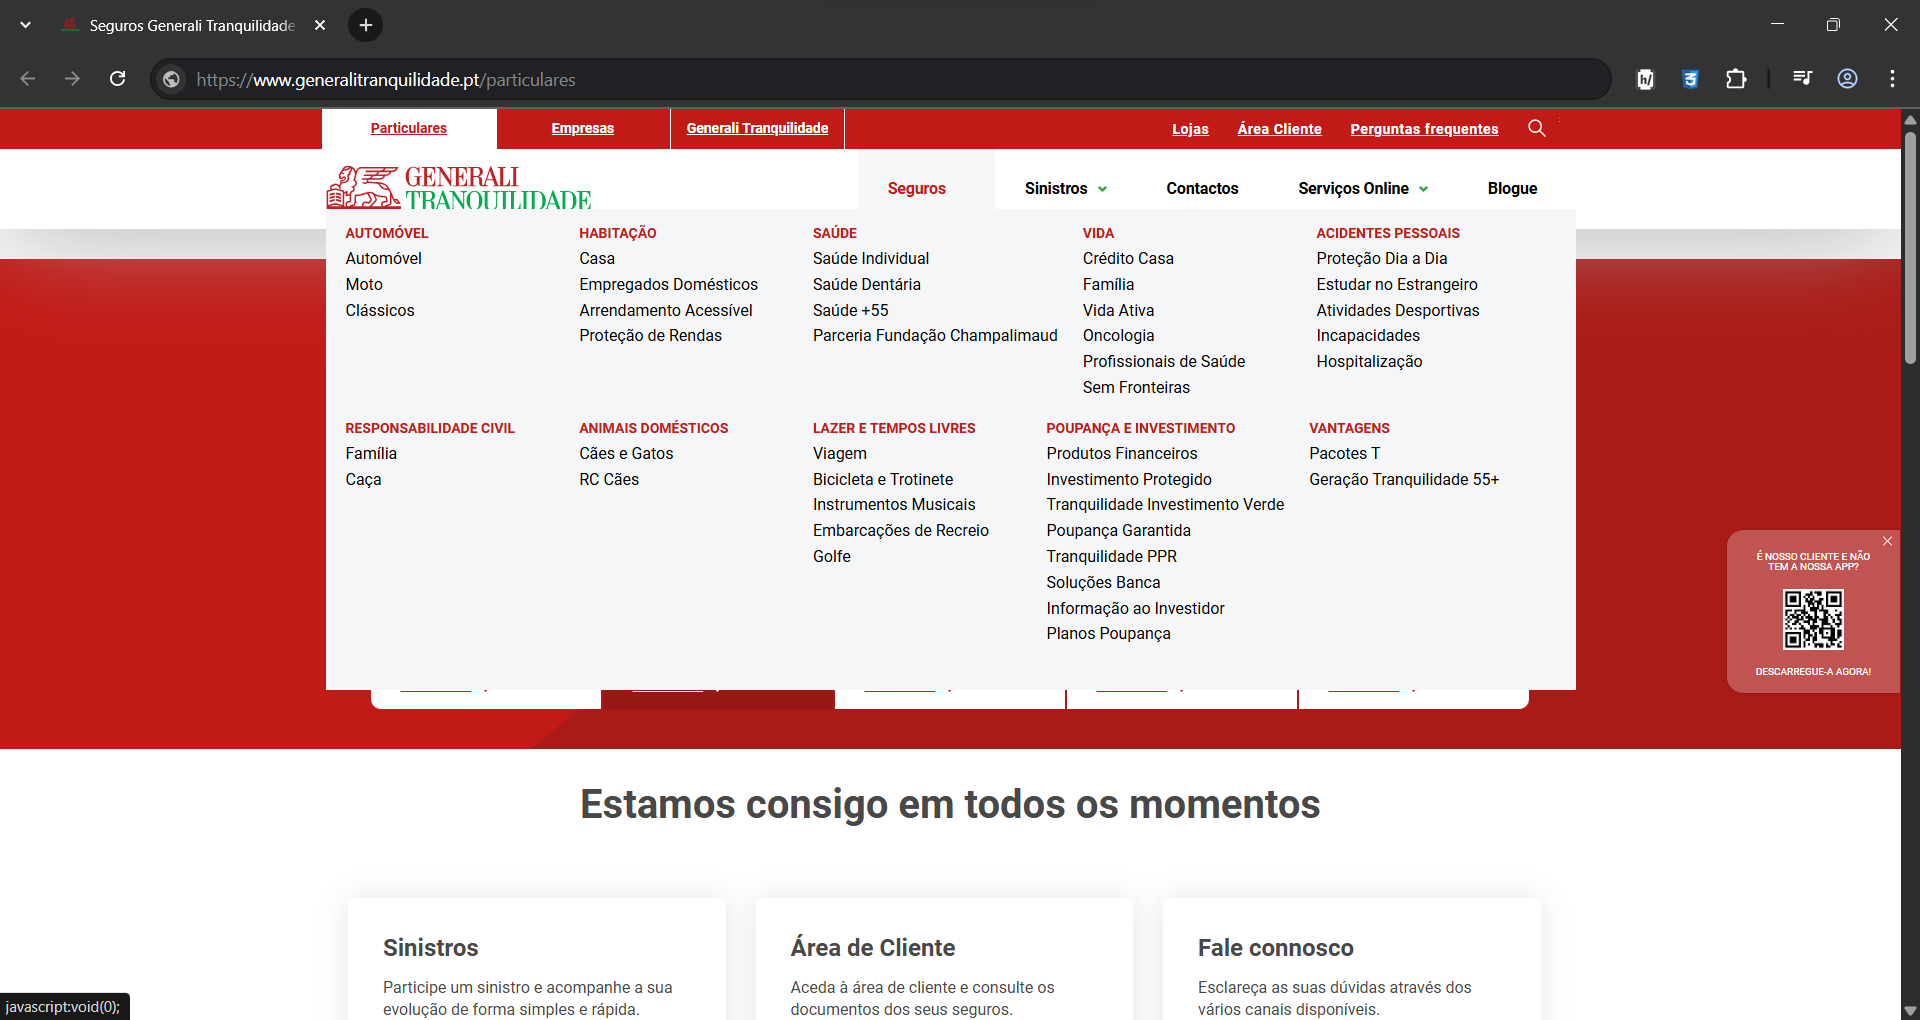 Seguros Generali Tranquilidade
https://www.generalitranquilidade.pt/particulares
Particulares
Empresas
Generali Tranquilidade
Lojas
Área Cliente
Perguntas frequentes
GENERALI
TRANQUILIDADE
Seguros
Sinistros
Contactos
Serviços Online
Blogue
AUTOMÓVEL
Automóvel
Moto
Clássicos
HABITAÇÃO
Casa
Empregados Domésticos
Arrendamento Acessível
Proteção de Rendas
SAÚDE
Saúde Individual
Saúde Dentária
Saúde +55
Parceria Fundação Champalimaud
VIDA
Crédito Casa
Família
Vida Ativa
Oncologia
Profissionais de Saúde
Sem Fronteiras
ACIDENTES PESSOAIS
Proteção Dia a Dia
Estudar no Estrangeiro
Atividades Desportivas
Incapacidades
Hospitalização
RESPONSABILIDADE CIVIL
Família
Caça
ANIMAIS DOMÉSTICOS
Cães e Gatos
RC Cães
LAZER E TEMPOS LIVRES
Viagem
Bicicleta e Trotinete
Instrumentos Musicais
Embarcações de Recreio
Golfe
POUPANÇA E INVESTIMENTO
Produtos Financeiros
Investimento Protegido
Tranquilidade Investimento Verde
Poupança Garantida
Tranquilidade PPR
Soluções Banca
Informação ao Investidor
Planos Poupança
VANTAGENS
Pacotes T
Geração Tranquilidade 55+
É NOSSO CLIENTE E NÃO
TEM A NOSSA APP?
DESCARREGUE-A AGORA!
Estamos consigo em todos os momentos
Sinistros
Participe um sinistro e acompanhe a sua
evolução de forma simples e rápida.
Área de Cliente
Aceda à área de cliente e consulte os
documentos dos seus seguros.
Fale connosco
Esclareça as suas dúvidas através dos
vários canais disponíveis.
javascript:void(0);